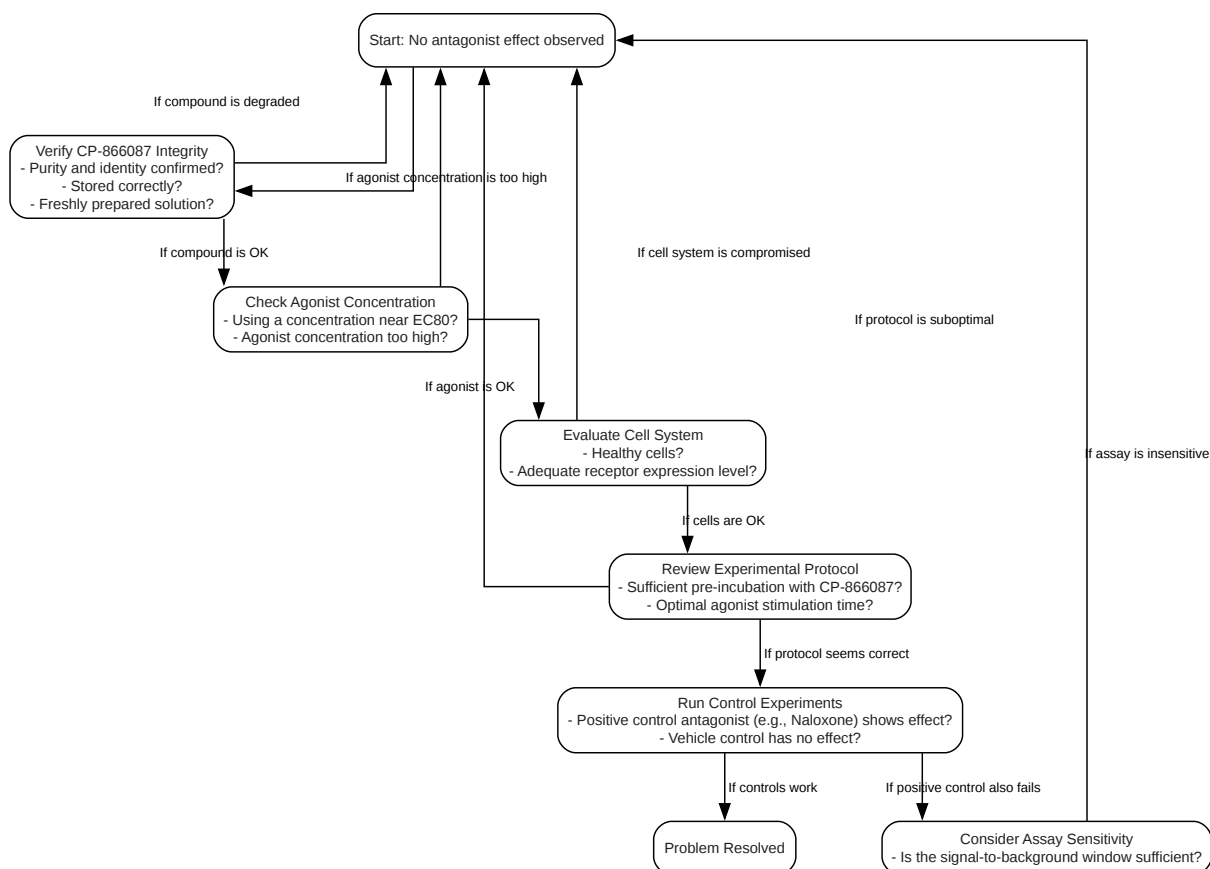 Start: No antagonist effect observed
If compound is degraded
Verify CP-866087 Integrity
- Purity and identity confirmed?
- Stored correctly?
- Freshly prepared solution?
If agonist concentration is too high
If compound is OK
If cell system is compromised
Check Agonist Concentration
- Using a concentration near EC80?
- Agonist concentration too high?
If protocol is suboptimal
If agonist is OK
Evaluate Cell System
- Healthy cells?
- Adequate receptor expression level?
If assay is insensitive
If cells are OK
Review Experimental Protocol
- Sufficient pre-incubation with CP-866087?
- Optimal agonist stimulation time?
If protocol seems correct
Run Control Experiments
- Positive control antagonist (e.g., Naloxone) shows effect?
- Vehicle control has no effect?
If controls work
If positive control also fails
Problem Resolved
Consider Assay Sensitivity
- Is the signal-to-background window sufficient?